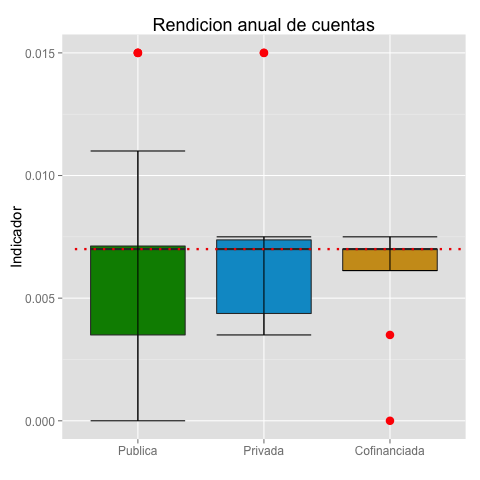 Rendicion anual de cuentas
Indicador
0.015
0.010
0.005
0.000
Publica
Privada
Cofinanciada